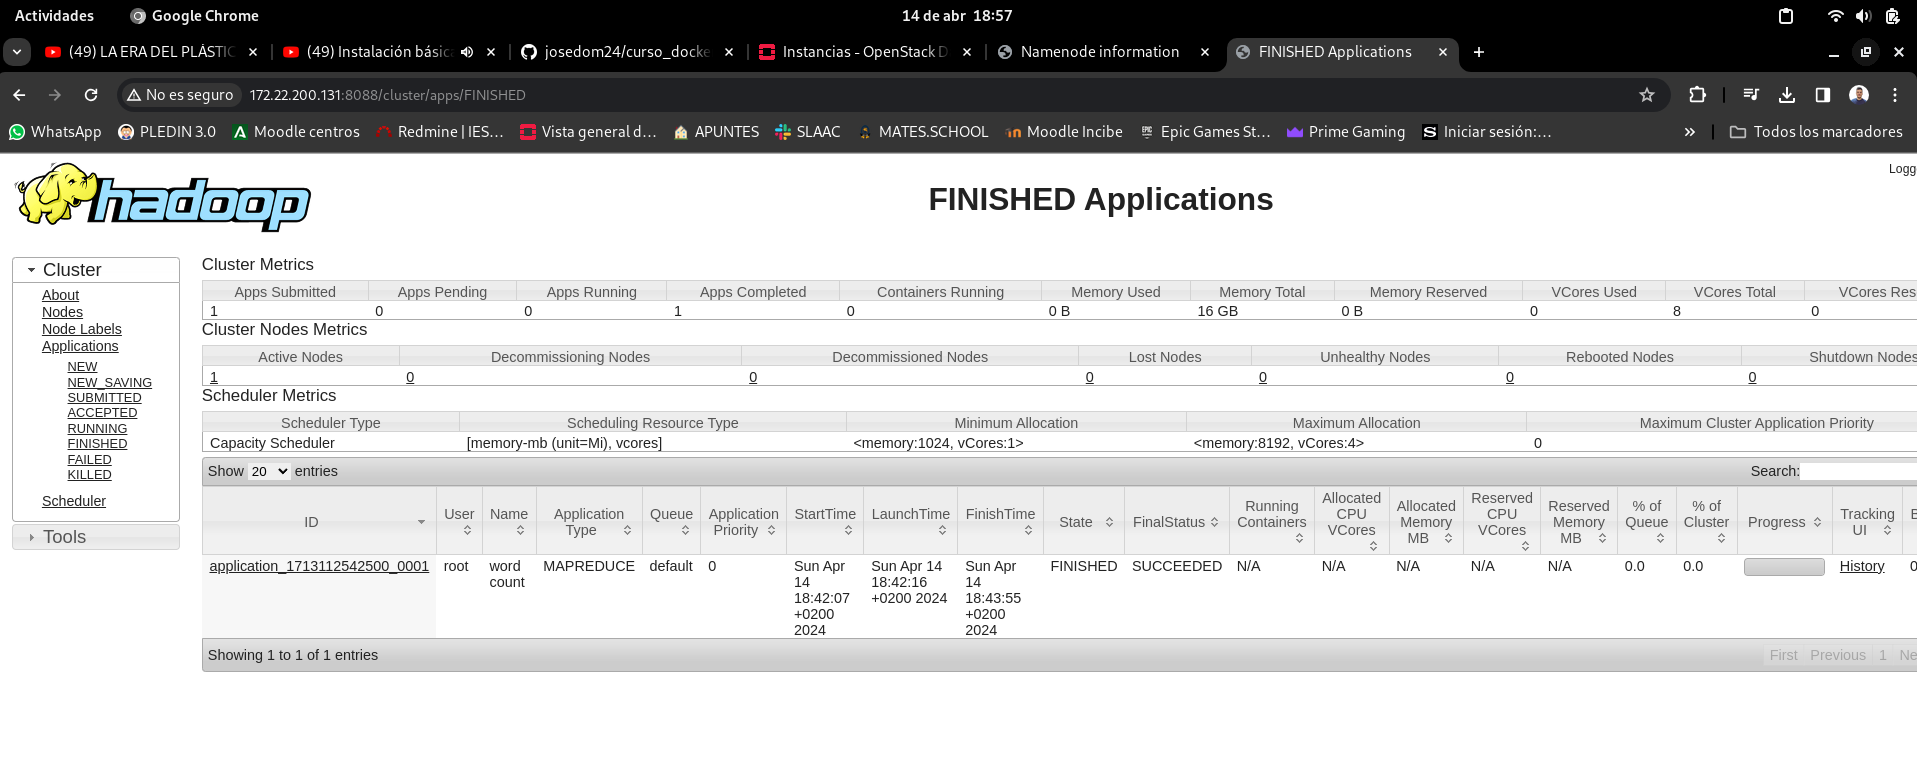 Actividades Google Chrome 14 de abr 18:57
(49) LA ERA DEL PLÁSTIC (49) Instalación básica josedom24/curso_docke Instancias - OpenStack D Namenode information FINISHED Applications
No es seguro 172.22.200.131:8088/cluster/apps/FINISHED
WhatsApp PLEDIN 3.0 Moodle centros Redmine | IES... Vista general d... APUNTES SLAAC MATES.SCHOOL Moodle Incibe Epic Games St... Prime Gaming Iniciar sesión:... » Todos los marcadores
Logg
hadoop FINISHED Applications
Cluster
About
Nodes
Node Labels
Applications
NEW
NEW_SAVING
SUBMITTED
ACCEPTED
RUNNING
FINISHED
FAILED
KILLED
Scheduler
Tools
Cluster Metrics
Apps Submitted Apps Pending Apps Running Apps Completed Containers Running Memory Used Memory Total Memory Reserved VCores Used VCores Total VCores Res
1 0 0 1 0 0 B 16 GB 0 B 0 8 0
Cluster Nodes Metrics
Active Nodes Decommissioning Nodes Decommissioned Nodes Lost Nodes Unhealthy Nodes Rebooted Nodes Shutdown Nodes
1 0 0 0 0 0 0
Scheduler Metrics
Scheduler Type Scheduling Resource Type Minimum Allocation Maximum Allocation Maximum Cluster Application Priority
Capacity Scheduler [memory-mb (unit=Mi), vcores] <memory:1024, vCores:1> <memory:8192, vCores:4> 0
Show 20 entries Search:
ID User Name Application Type Queue Application Priority StartTime LaunchTime FinishTime State FinalStatus Running Containers Allocated CPU VCores Allocated Memory MB Reserved CPU VCores Reserved Memory MB % of Queue % of Cluster Progress Tracking UI
application_1713112542500_0001 root word count MAPREDUCE default 0 Sun Apr 14 18:42:07 +0200 2024 Sun Apr 14 18:42:16 +0200 2024 Sun Apr 14 18:43:55 +0200 2024 FINISHED SUCCEEDED N/A N/A N/A N/A N/A 0.0 0.0 History 0
Showing 1 to 1 of 1 entries First Previous 1 Ne